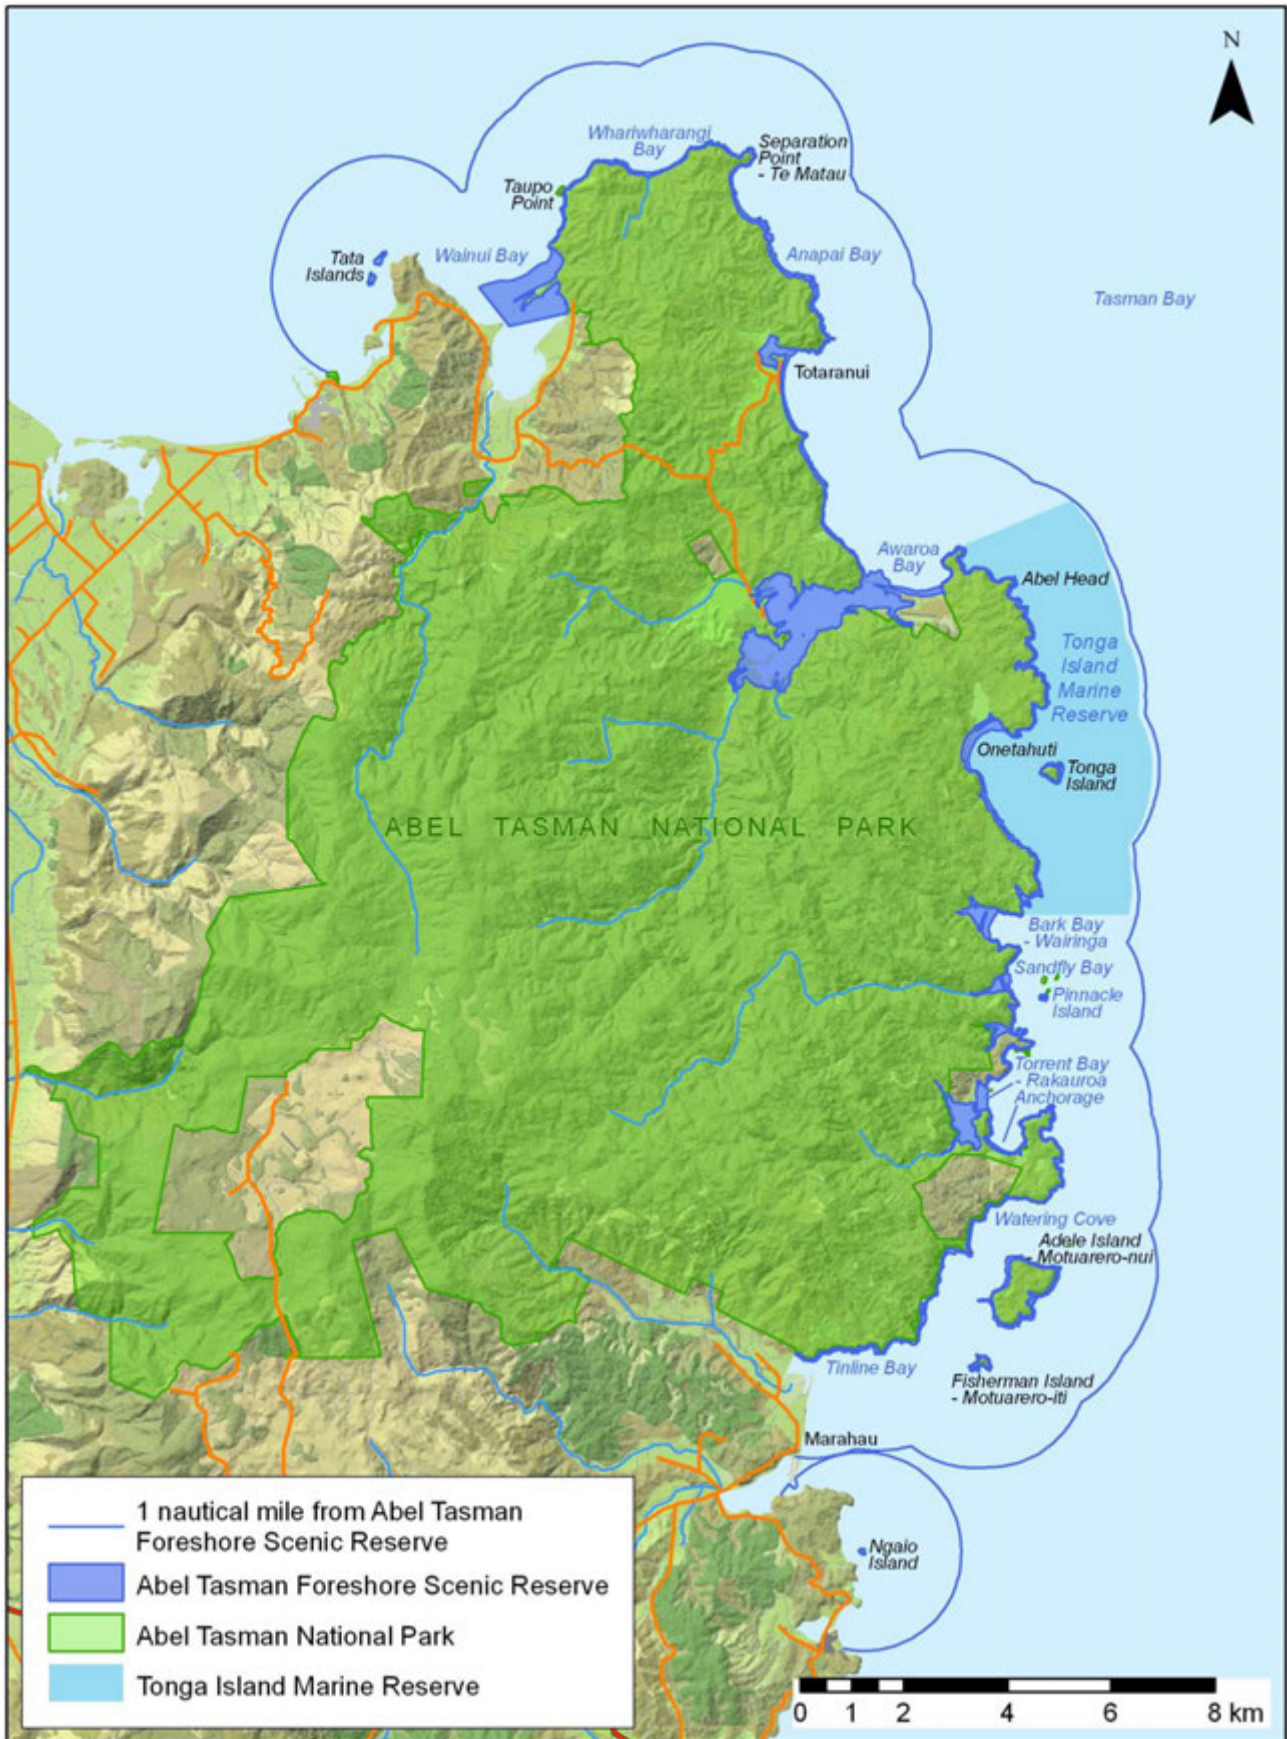 N
Whariwharangi
Bay
Separation
Point
- Te Matau
Taupo
Point
Tata
Islands
Wainui Bay
Anapai Bay
Tasman Bay
Totaranui
Awaroa
Bay
Abel Head
Tonga
Island
Marine
Reserve
Onetahuti
Tonga
Island
ABEL TASMAN NATIONAL PARK
Bark Bay
- Wairinga
Sandfly Bay
Pinnacle
Island
Torrent Bay
- Rakauroa
Anchorage
Watering Cove
Adele Island
- Motuarero-nui
Tinline Bay
Fisherman Island
- Motuarero-iti
Marahau
Ngaio
Island
1 nautical mile from Abel Tasman
Foreshore Scenic Reserve
Abel Tasman Foreshore Scenic Reserve
Abel Tasman National Park
Tonga Island Marine Reserve
0 1 2 4 6 8 km